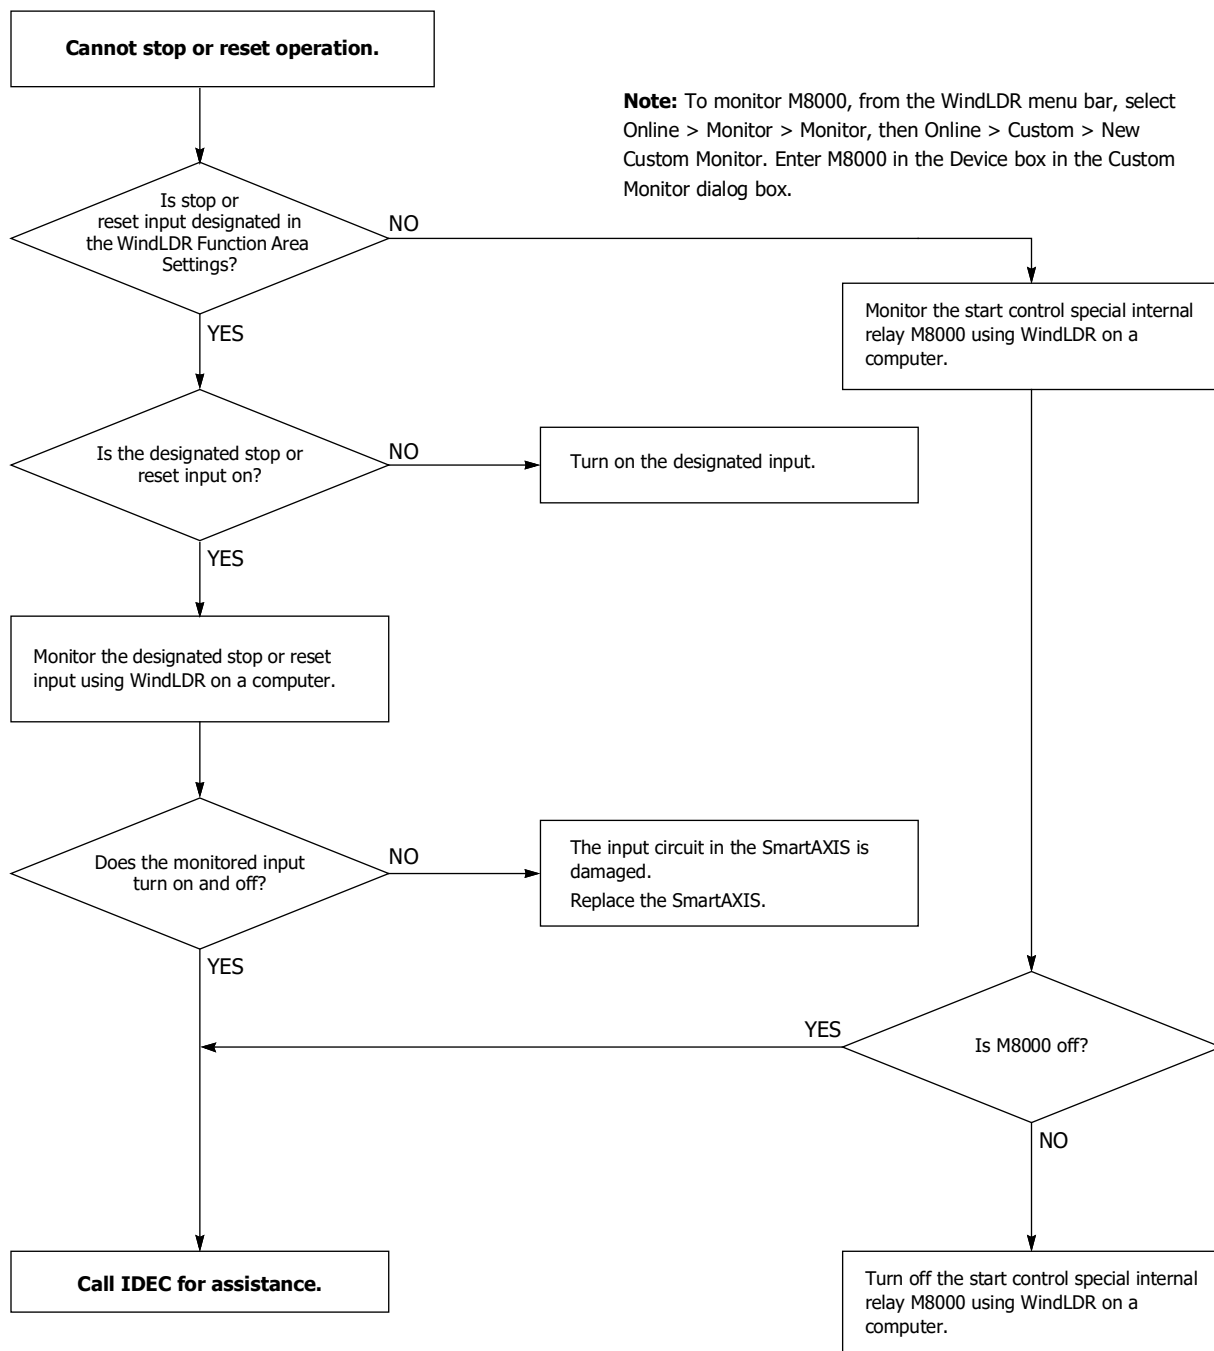 Cannot stop or reset operation.
Note: To monitor M8000, from the WindLDR menu bar, select
Online > Monitor > Monitor, then Online > Custom > New
Custom Monitor. Enter M8000 in the Device box in the Custom
Monitor dialog box.
Is stop or
reset input designated in
the WindLDR Function Area
Settings?
NO
YES
Monitor the start control special internal
relay M8000 using WindLDR on a
computer.
Is the designated stop or
reset input on?
NO
Turn on the designated input.
YES
Monitor the designated stop or reset
input using WindLDR on a computer.
Does the monitored input
turn on and off?
NO
The input circuit in the SmartAXIS is
damaged.
Replace the SmartAXIS.
YES
YES
Is M8000 off?
NO
Call IDEC for assistance.
Turn off the start control special internal
relay M8000 using WindLDR on a
computer.